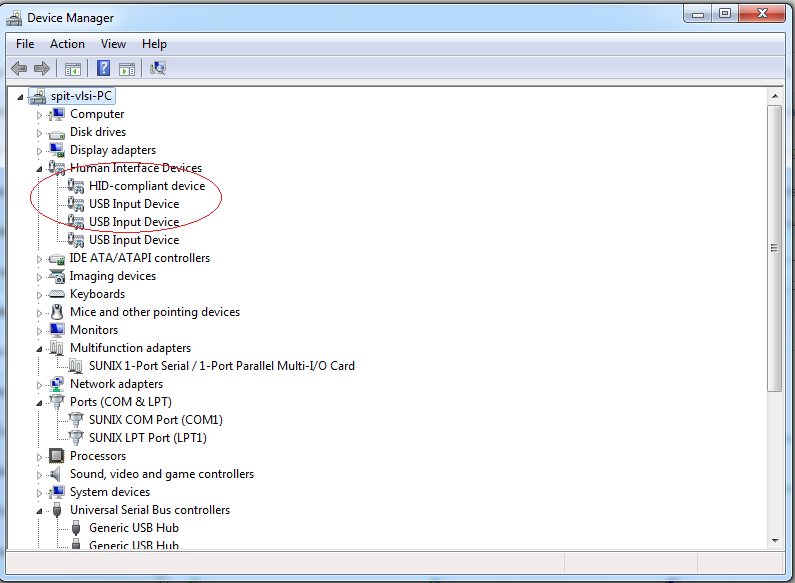 Device Manager
File Action View Help
spit-vlsi-PC
Computer
Disk drives
Display adapters
Human Interface Devices
HID-compliant device
USB Input Device
USB Input Device
USB Input Device
IDE ATA/ATAPI controllers
Imaging devices
Keyboards
Mice and other pointing devices
Monitors
Multifunction adapters
SUNIX 1-Port Serial / 1-Port Parallel Multi-I/O Card
Network adapters
Ports (COM & LPT)
SUNIX COM Port (COM1)
SUNIX LPT Port (LPT1)
Processors
Sound, video and game controllers
System devices
Universal Serial Bus controllers
Generic USB Hub
Generic USB Hub